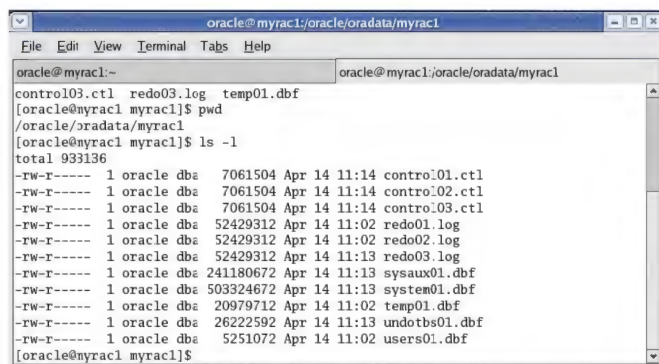 oracle@myrac1:/oracle/oradata/myrac1
File Edit View Terminal Tabs Help
oracle@myrac1:~ oracle@myrac1:/oracle/oradata/myrac1
control03.ctl redo03.log temp01.dbf
[oracle@myrac1 myrac1]$ pwd
/oracle/oradata/myrac1
[oracle@myrac1 myrac1]$ ls -l
total 933136
-rw-r----- 1 oracle dba 7061504 Apr 14 11:14 control01.ctl
-rw-r----- 1 oracle dba 7061504 Apr 14 11:14 control02.ctl
-rw-r----- 1 oracle dba 7061504 Apr 14 11:14 control03.ctl
-rw-r----- 1 oracle dba 52429312 Apr 14 11:02 redo01.log
-rw-r----- 1 oracle dba 52429312 Apr 14 11:02 redo02.log
-rw-r----- 1 oracle dba 52429312 Apr 14 11:13 redo03.log
-rw-r----- 1 oracle dba 241180672 Apr 14 11:13 sysaux01.dbf
-rw-r----- 1 oracle dba 503324672 Apr 14 11:13 system01.dbf
-rw-r----- 1 oracle dba 20979712 Apr 14 11:02 temp01.dbf
-rw-r----- 1 oracle dba 26222592 Apr 14 11:13 undotbs01.dbf
-rw-r----- 1 oracle dba 5251072 Apr 14 11:02 users01.dbf
[oracle@myrac1 myrac1]$